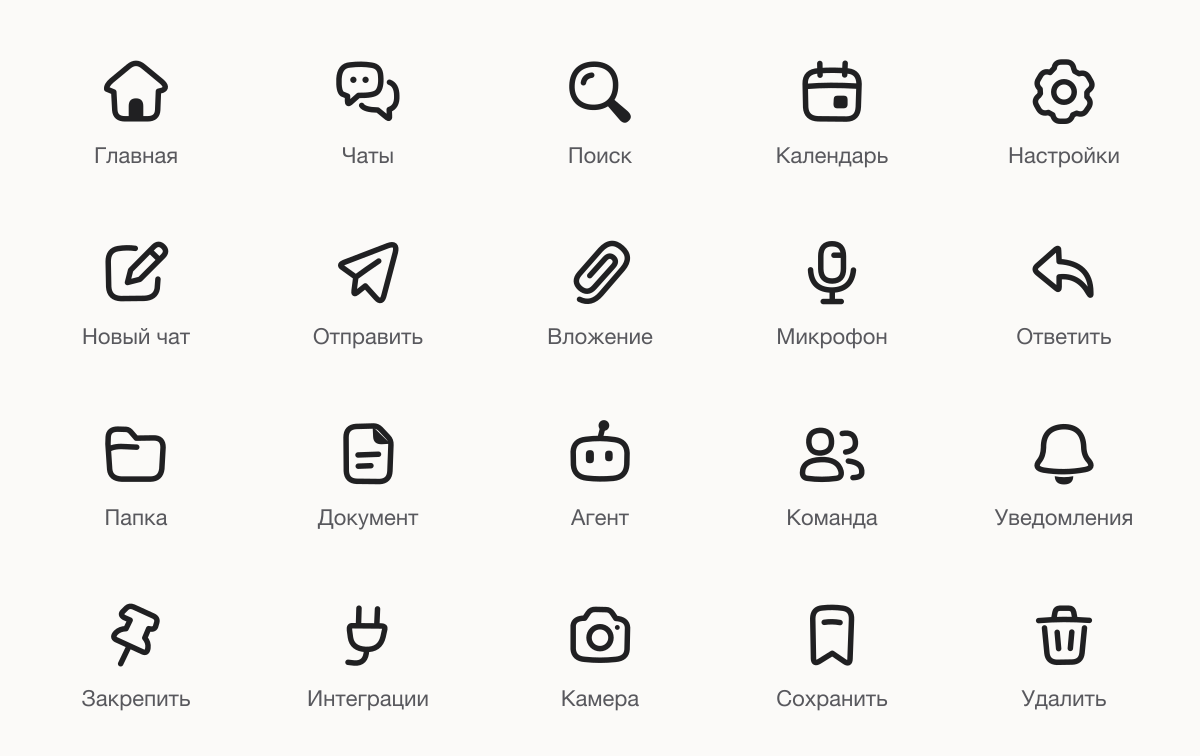 Главная
Чаты
Поиск
Календарь
Настройки
Новый чат
Отправить
Вложение
Микрофон
Ответить
Папка
Документ
Агент
Команда
Уведомления
Закрепить
Интеграции
Камера
Сохранить
Удалить